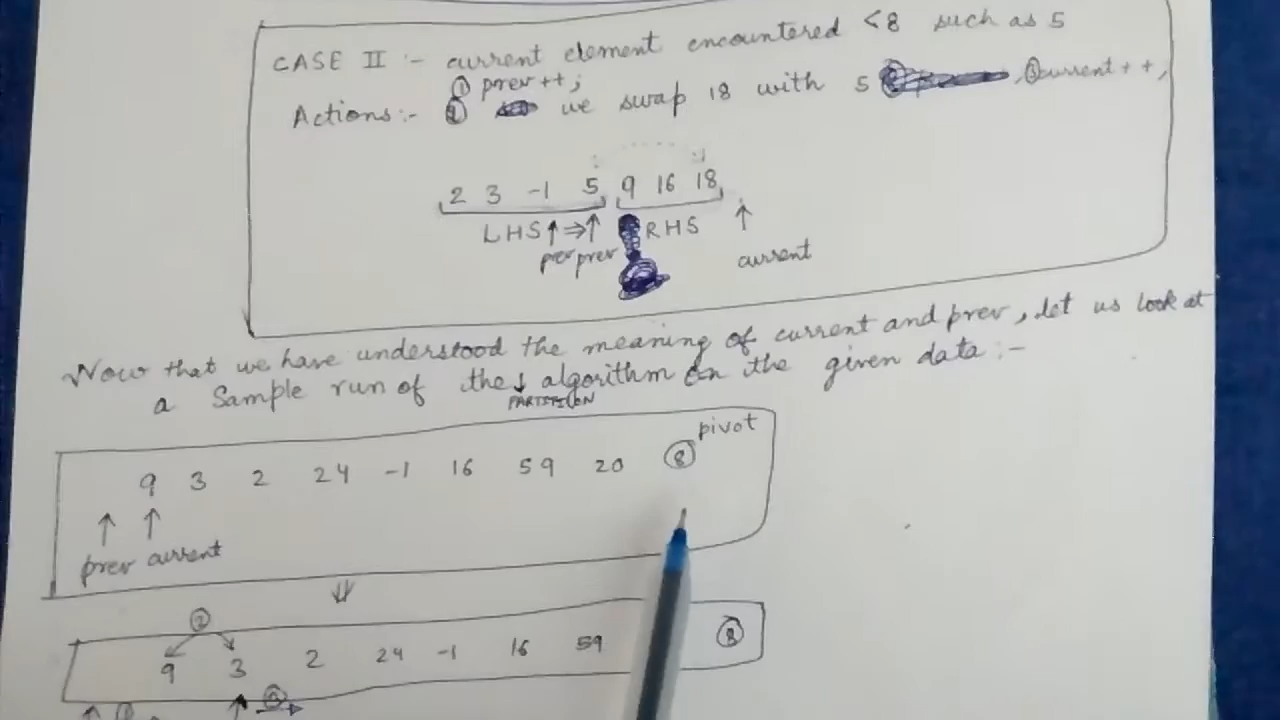 CASE II :- current element encountered <8 such as 5
① prev++;
Actions:- ② we swap 18 with 5 ③current++,
2 3 -1 5 9 16 18
LHS ⇒ RHS
prev current
Now that we have understood the meaning of current and prev, let us look at
a Sample run of the algorithm on the given data:-
PARTITION
pivot
9 3 2 24 -1 16 59 20 8
prev current
②
9 3 2 24 -1 16 59 8